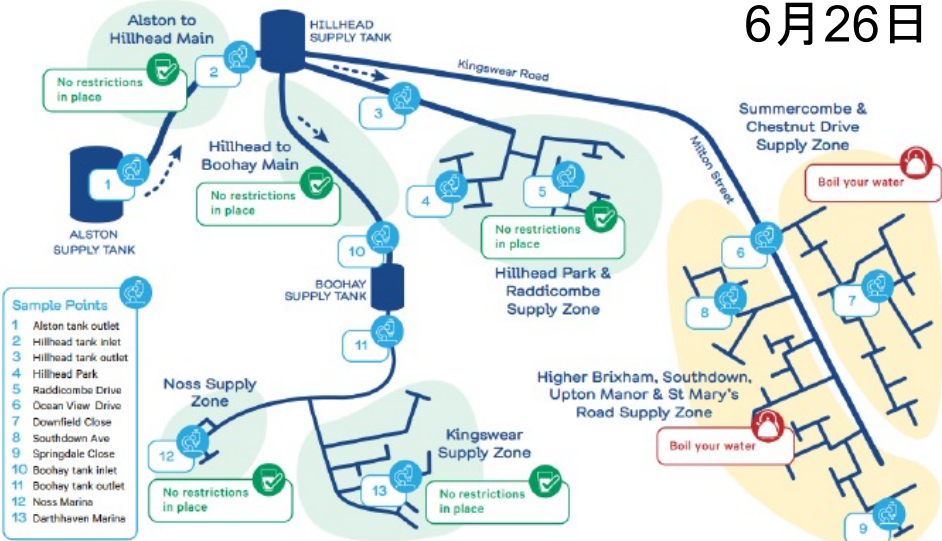 6月26日
Alston to
Hillhead Main
HILLHEAD
SUPPLY TANK
2
No restrictions
in place
Kingswear Road
3
Summercombe &
Chestnut Drive
Supply Zone
Boil your water
Hillhead to
Boohay Main
No restrictions
in place
Milton Street
1
ALSTON
SUPPLY TANK
4
5
No restrictions
in place
Hillhead Park &
Raddicombe
Supply Zone
10
BOOHAY
SUPPLY TANK
11
6
7
8
Sample Points
1 Alston tank outlet
2 Hillhead tank inlet
3 Hillhead tank outlet
4 Hillhead Park
5 Raddicombe Drive
6 Ocean View Drive
7 Downfield Close
8 Southdown Ave
9 Springdale Close
10 Boohay tank inlet
11 Boohay tank outlet
12 Noss Marina
13 Darthhaven Marina
Noss Supply
Zone
12
No restrictions
in place
Kingswear
Supply Zone
13
No restrictions
in place
Higher Brixham, Southdown,
Upton Manor & St Mary's
Road Supply Zone
Boil your water
9